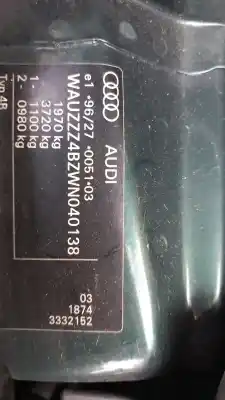 AUDI
e1*96/27*0051*03
WAUZZZ4BZWN040138
1970 kg
3720 kg
1- 1100 kg
2- 0980 kg
Typ 4B
03
1874
3332152